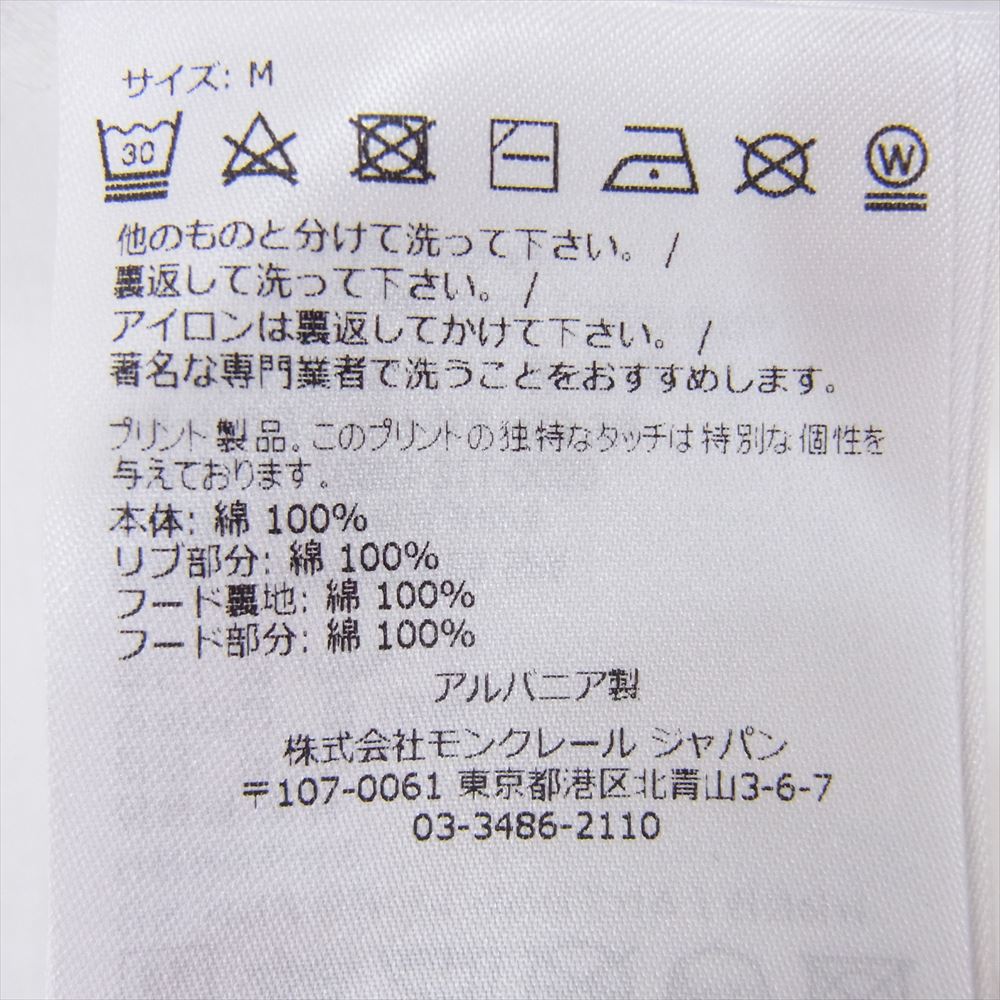 サイズ: M
30
W
他のものと分けて洗って下さい。 /
裏返して洗って下さい。 /
アイロンは裏返してかけて下さい。 /
著名な専門業者で洗うことをおすすめします。
プリント製品。このプリントの独特なタッチは特別な個性を
与えております。
本体: 綿 100%
リブ部分: 綿 100%
フード裏地: 綿 100%
フード部分: 綿 100%
アルバニア製
株式会社モンクレール ジャパン
〒107-0061 東京都港区北青山3-6-7
03-3486-2110